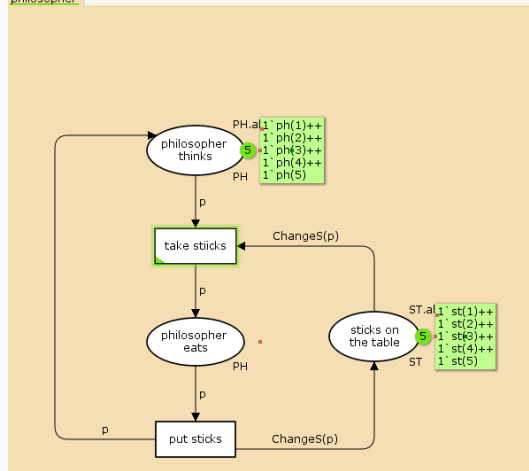 philosopher
PH.al
1`ph(1)++
1`ph(2)++
1`ph(3)++
1`ph(4)++
1`ph(5)
philosopher
thinks
5
PH
p
take stiicks
ChangeS(p)
p
ST.al
1`st(1)++
1`st(2)++
1`st(3)++
1`st(4)++
1`st(5)
philosopher
eats
sticks on
the table
5
PH
ST
p
p
put sticks
ChangeS(p)